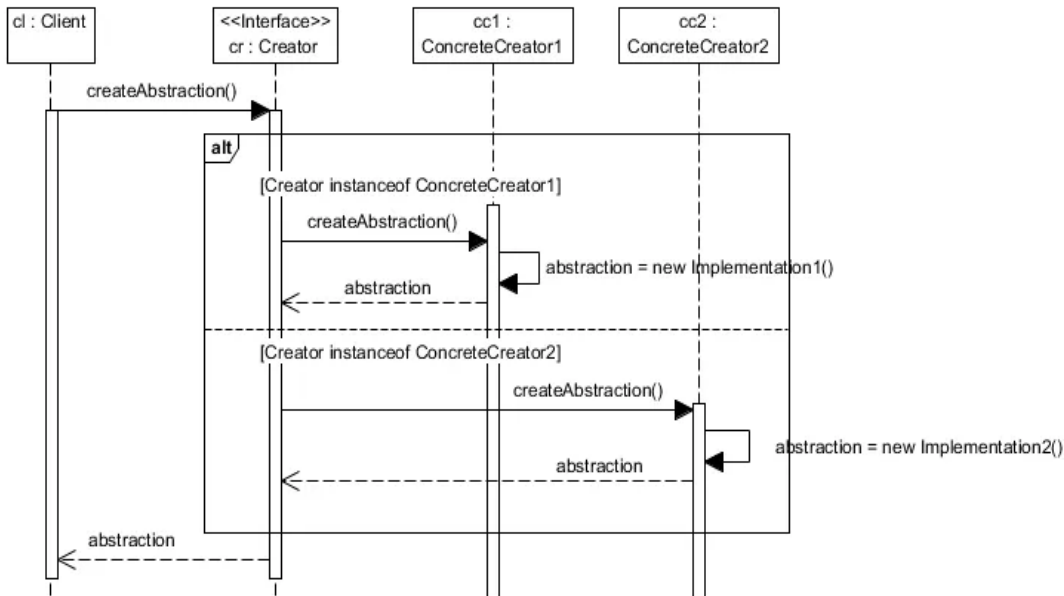 cl : Client
<<Interface>>
cr : Creator
cc1 :
ConcreteCreator1
cc2 :
ConcreteCreator2
createAbstraction()
alt
[Creator instanceof ConcreteCreator1]
createAbstraction()
abstraction = new Implementation1()
abstraction
[Creator instanceof ConcreteCreator2]
createAbstraction()
abstraction = new Implementation2()
abstraction
abstraction